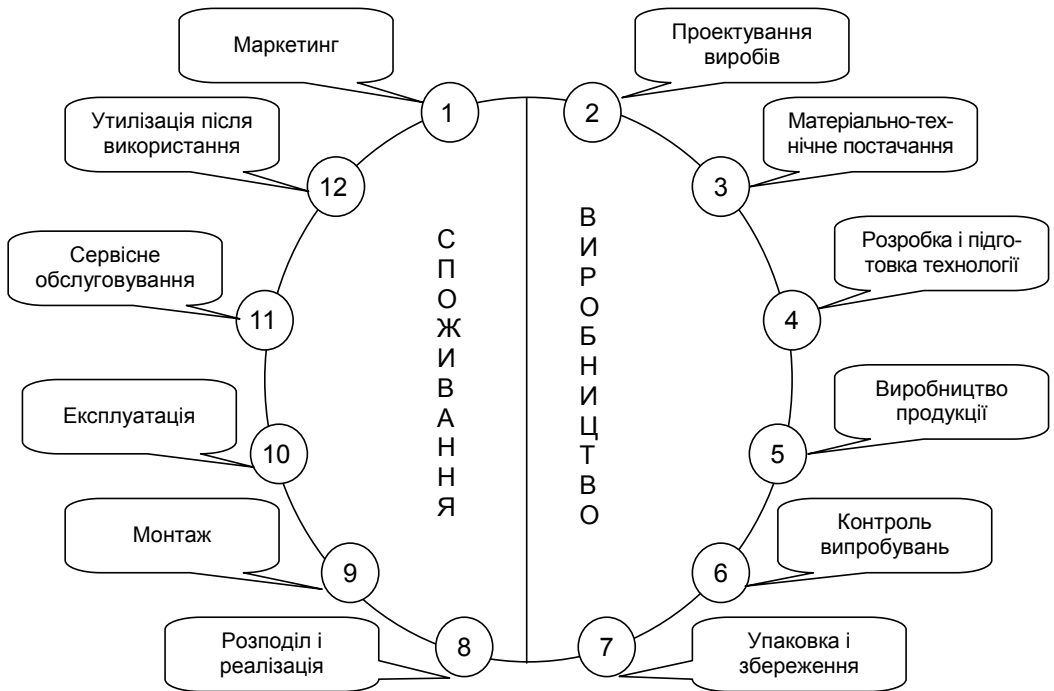 Маркетинг
1
2
Проектування
виробів
3
Матеріально-тех-
нічне постачання
4
Розробка і підго-
товка технології
5
Виробництво
продукції
6
Контроль
випробувань
7
Упаковка і
збереження
8
Розподіл і
реалізація
9
Монтаж
10
Експлуатація
11
Сервісне
обслуговування
12
Утилізація після
використання
СПОЖИВАННЯ
ВИРОБНИЦТВО